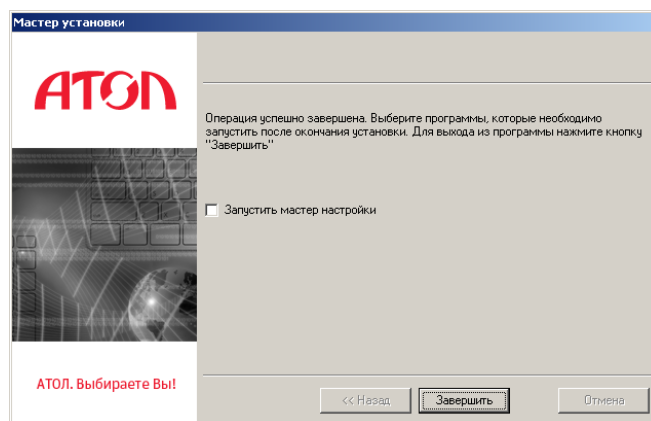 Мастер установки
АТОЛ
Операция успешно завершена. Выберите программы, которые необходимо
запустить после окончания установки. Для выхода из программы нажмите кнопку
"Завершить"
Запустить мастер настройки
АТОЛ. Выбираете Вы!
<< Назад
Завершить
Отмена